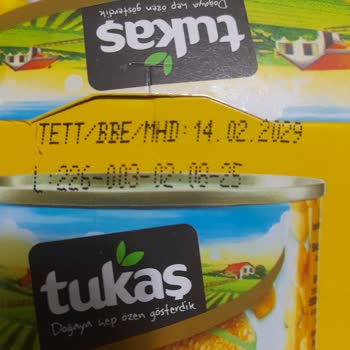 tukaş
Doğaya hep özen gösterdik
TETT/BBE/MHD:14.02.2029
L:226-003-02:08-25
tukaş
Doğaya hep özen gösterdik